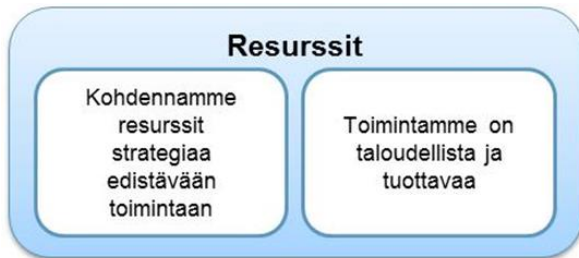 Resurssit
Kohdennamme
resurssit
strategiaa
edistävään
toimintaan
Toimintamme on
taloudellista ja
tuottavaa